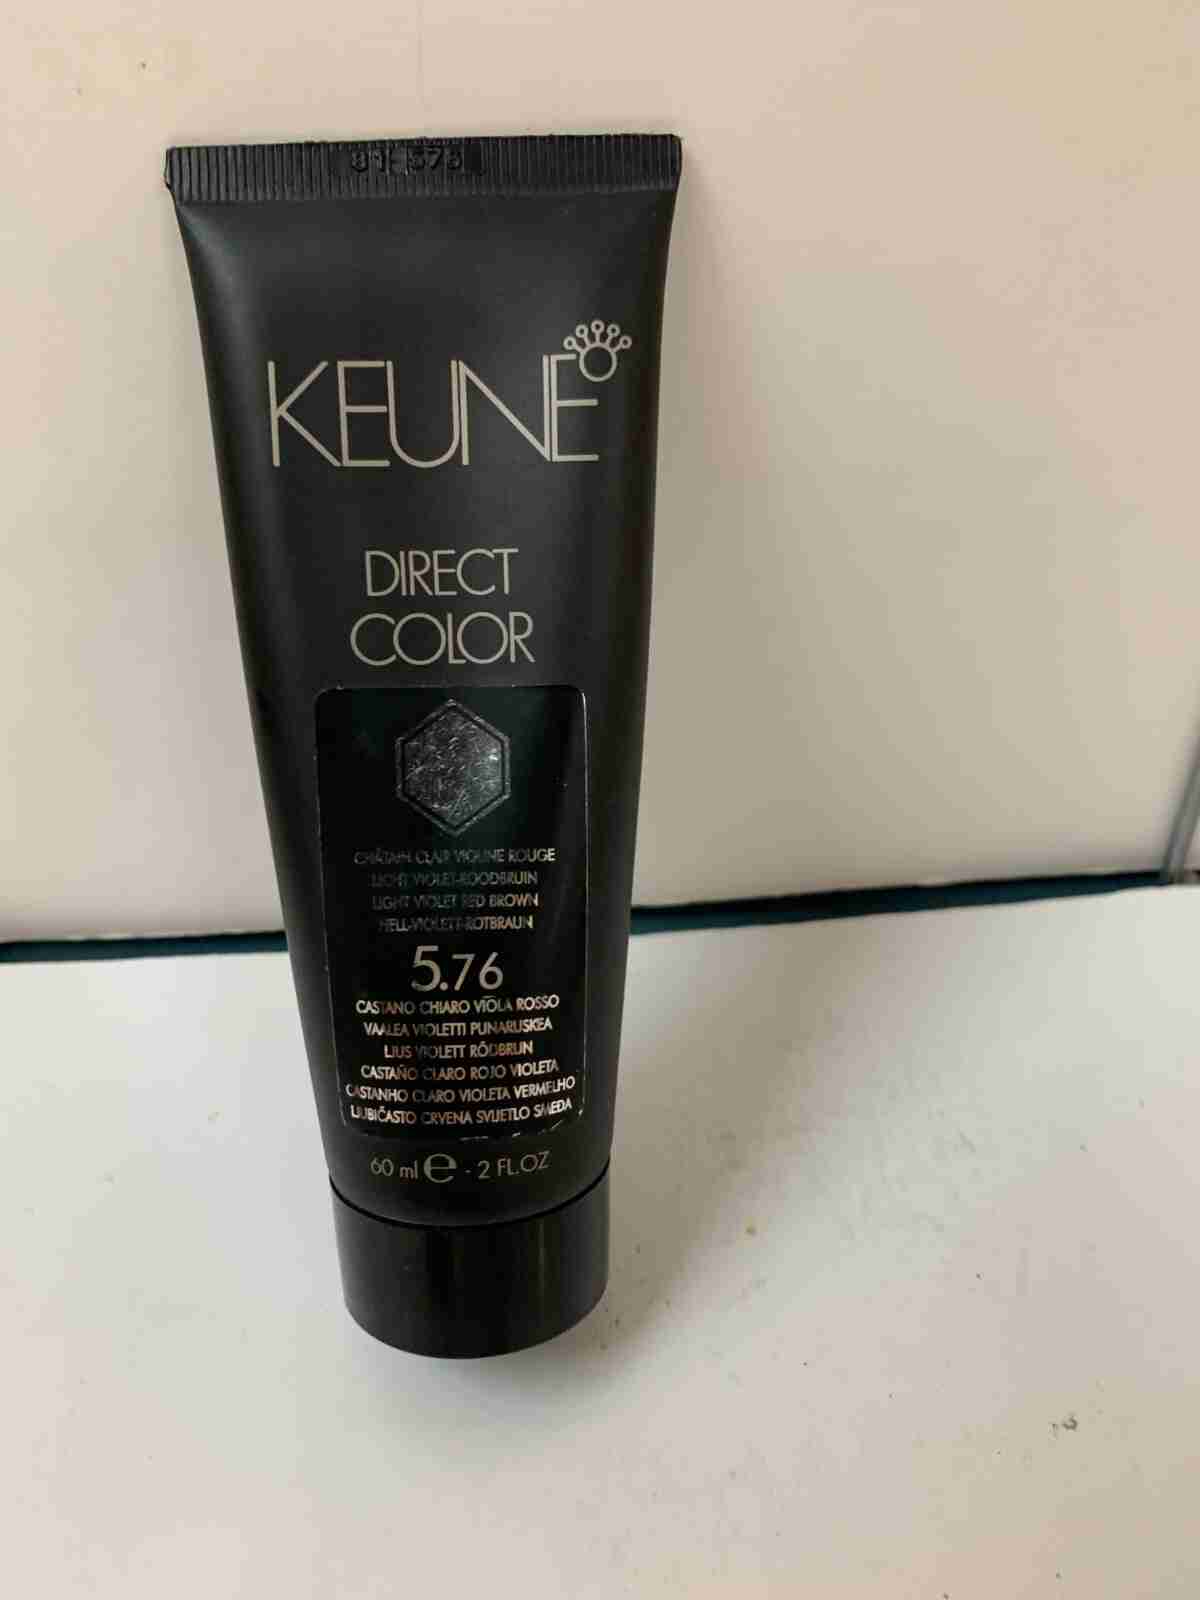 KEUNE
DIRECT
COLOR
CHÂTAIN CLAIR VIOLINE ROUGE
LIGHT VIOLET-ROODBRUIN
LIGHT VIOLET RED BROWN
HELL-VIOLETT-ROTBRAUN
5.76
CASTANO CHIARO VIOLA ROSSO
VAALEA VIOLETTI PUNARUSKEA
LJUS VIOLETT RÖDBRUN
CASTAÑO CLARO ROJO VIOLETA
CASTANHO CLARO VIOLETA VERMELHO
LJUBIČASTO CRVENA SVIJETLO SMEĐA
60 ml e - 2 FL.OZ